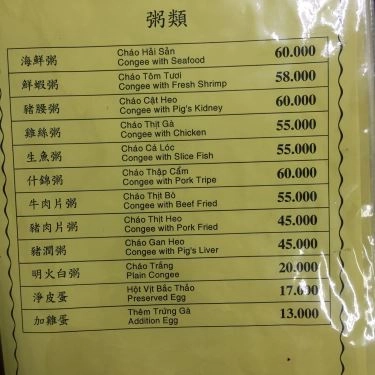 粥類
海鮮粥 Cháo Hải Sản 60.000
Congee with Seafood
鮮蝦粥 Cháo Tôm Tươi 58.000
Congee with Fresh Shrimp
豬腰粥 Cháo Cật Heo 60.000
Congee with Pig's Kidney
雞絲粥 Cháo Thịt Gà 55.000
Congee with Chicken
生魚粥 Cháo Cá Lóc 55.000
Congee with Slice Fish
什錦粥 Cháo Thập Cẩm 60.000
Congee with Pork Tripe
牛肉片粥 Cháo Thịt Bò 55.000
Congee with Beef Fried
豬肉片粥 Cháo Thịt Heo 45.000
Congee with Pork Fried
豬潤粥 Cháo Gan Heo 45.000
Congee with Pig's Liver
明火白粥 Cháo Trắng 20.000
Plain Congee
淨皮蛋 Hột Vịt Bắc Thảo 17.000
Preserved Egg
加雞蛋 Thêm Trứng Gà 13.000
Addition Egg